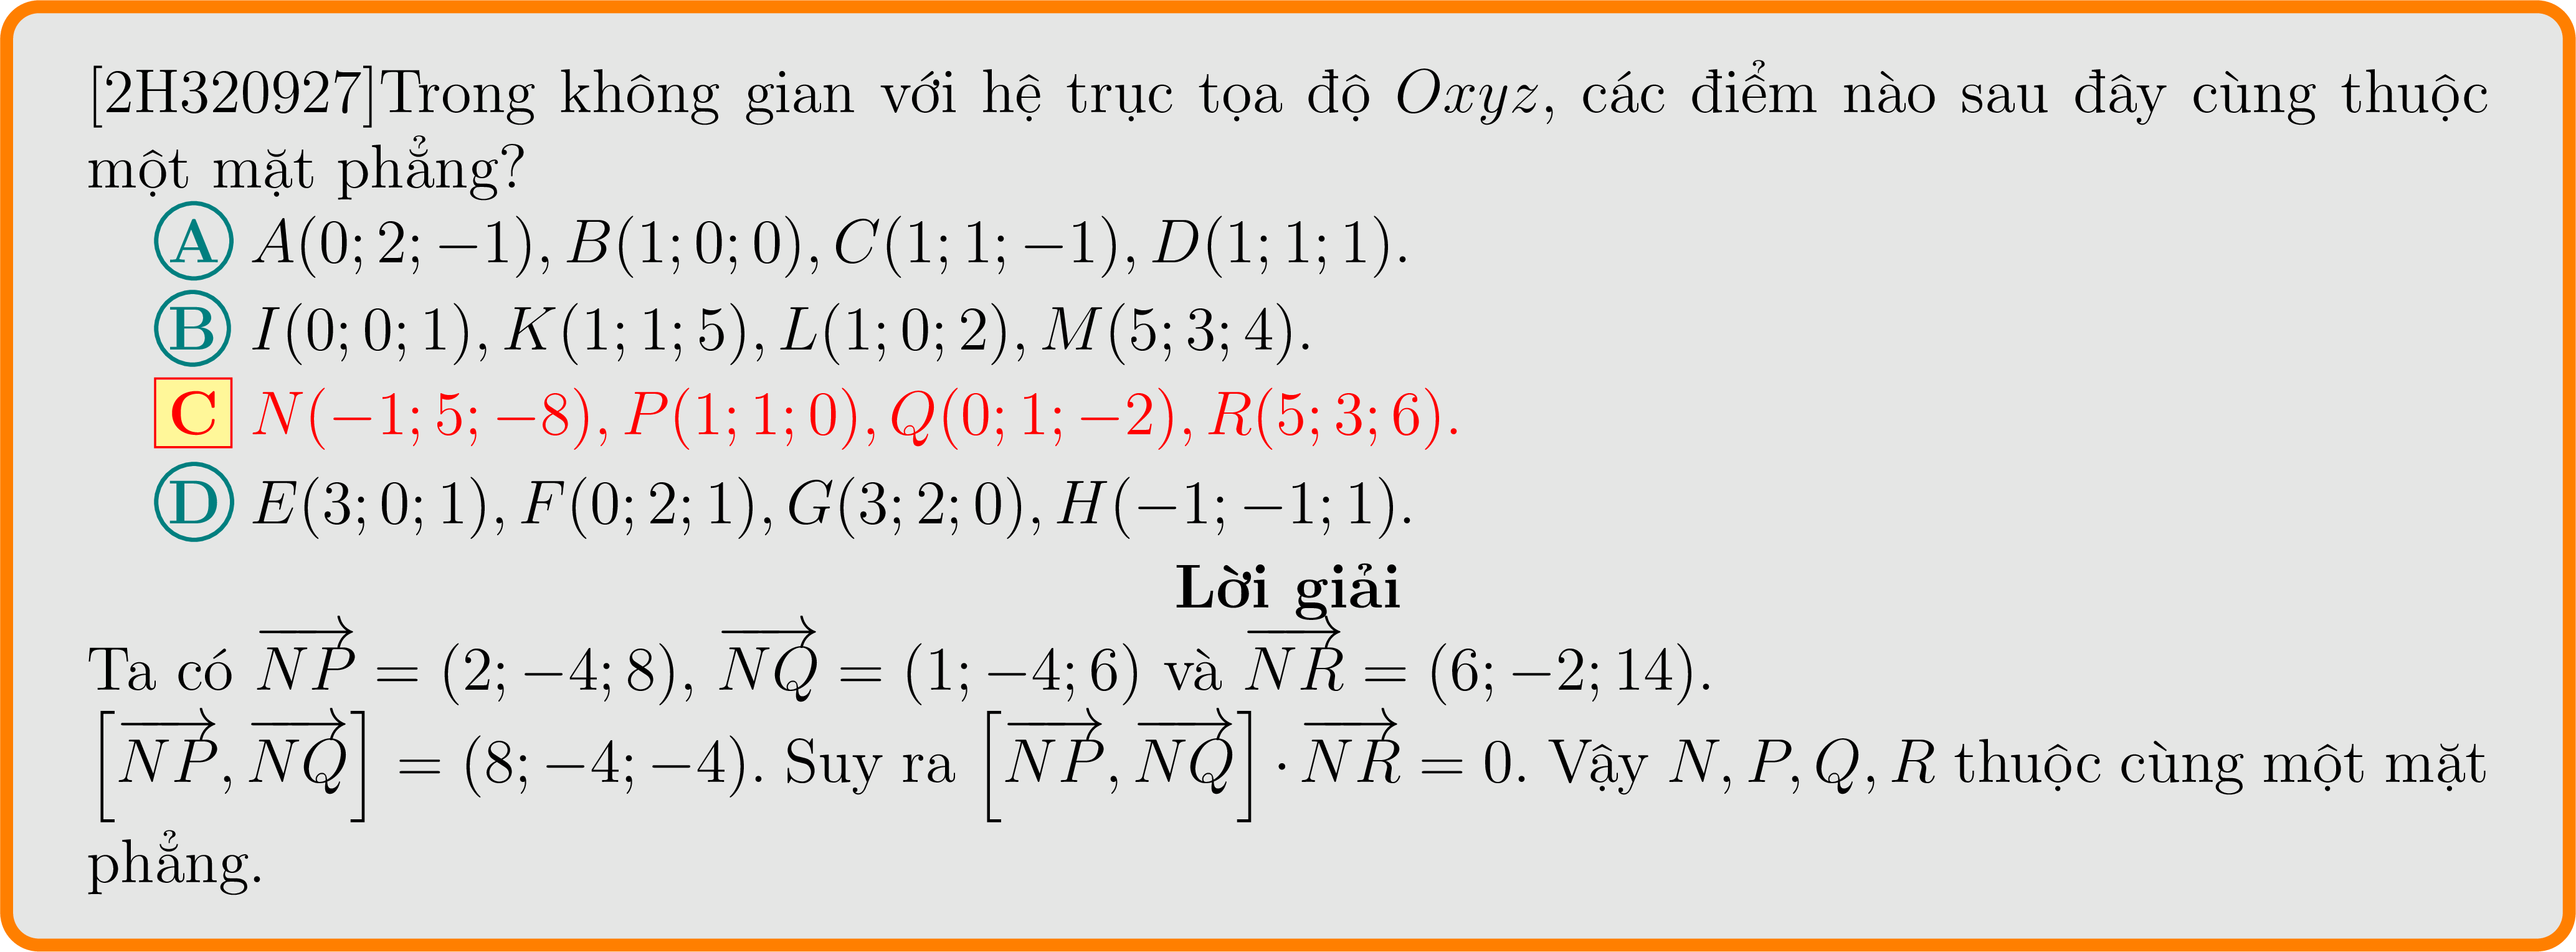 [2H320927]Trong không gian với hệ trục tọa độ Oxyz, các điểm nào sau đây cùng thuộc
một mặt phẳng?
A A(0; 2; −1), B(1; 0; 0), C(1; 1; −1), D(1; 1; 1).
B I(0; 0; 1), K(1; 1; 5), L(1; 0; 2), M(5; 3; 4).
C N(−1; 5; −8), P(1; 1; 0), Q(0; 1; −2), R(5; 3; 6).
D E(3; 0; 1), F(0; 2; 1), G(3; 2; 0), H(−1; −1; 1).
Lời giải
Ta có $\overrightarrow{NP}$ = (2; −4; 8), $\overrightarrow{NQ}$ = (1; −4; 6) và $\overrightarrow{NR}$ = (6; −2; 14).
$\left[\overrightarrow{NP}, \overrightarrow{NQ}\right]$ = (8; −4; −4). Suy ra $\left[\overrightarrow{NP}, \overrightarrow{NQ}\right] \cdot \overrightarrow{NR}$ = 0. Vậy N, P, Q, R thuộc cùng một mặt
phẳng.